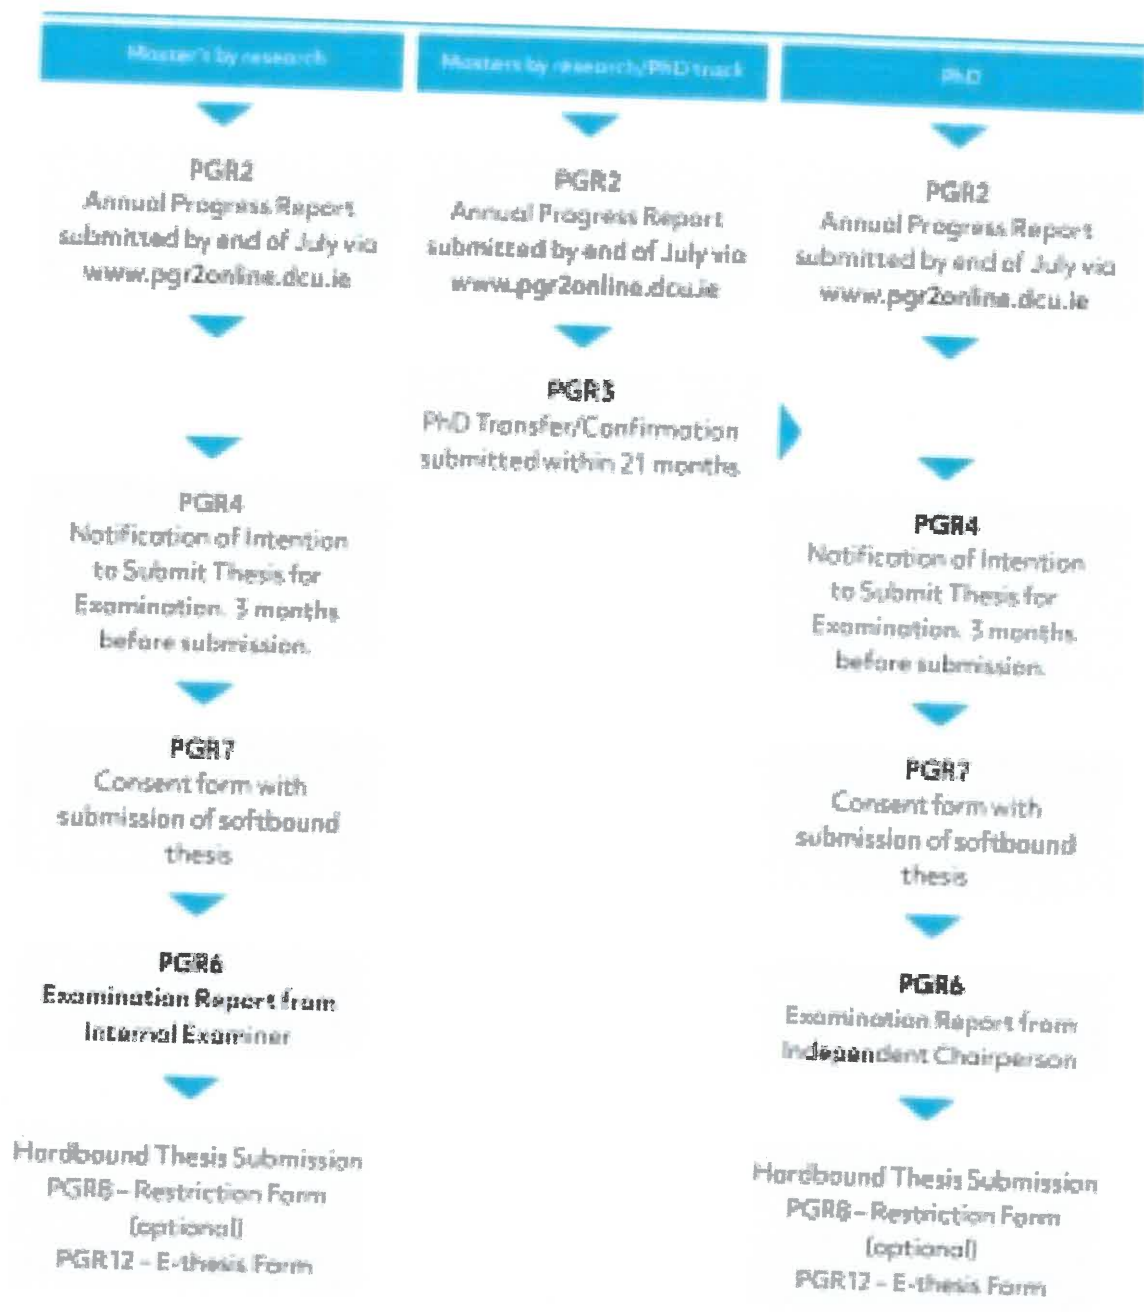 Master's by research
PGR2
Annual Progress Report
submitted by end of July via
www.pgr2online.dcu.ie
PGR4
Notification of Intention
to Submit Thesis for
Examination. 3 months
before submission.
PGR7
Consent form with
submission of softbound
thesis
PGR6
Examination Report from
Internal Examiner
Hardbound Thesis Submission
PGR8 – Restriction Form
(optional)
PGR12 – E-thesis Form
Masters by research/PhD track
PGR2
Annual Progress Report
submitted by end of July via
www.pgr2online.dcu.ie
PGR3
PhD Transfer/Confirmation
submitted within 21 months
PhD
PGR2
Annual Progress Report
submitted by end of July via
www.pgr2online.dcu.ie
PGR4
Notification of Intention
to Submit Thesis for
Examination. 3 months
before submission.
PGR7
Consent form with
submission of softbound
thesis
PGR6
Examination Report from
Independent Chairperson
Hardbound Thesis Submission
PGR8 – Restriction Form
(optional)
PGR12 – E-thesis Form